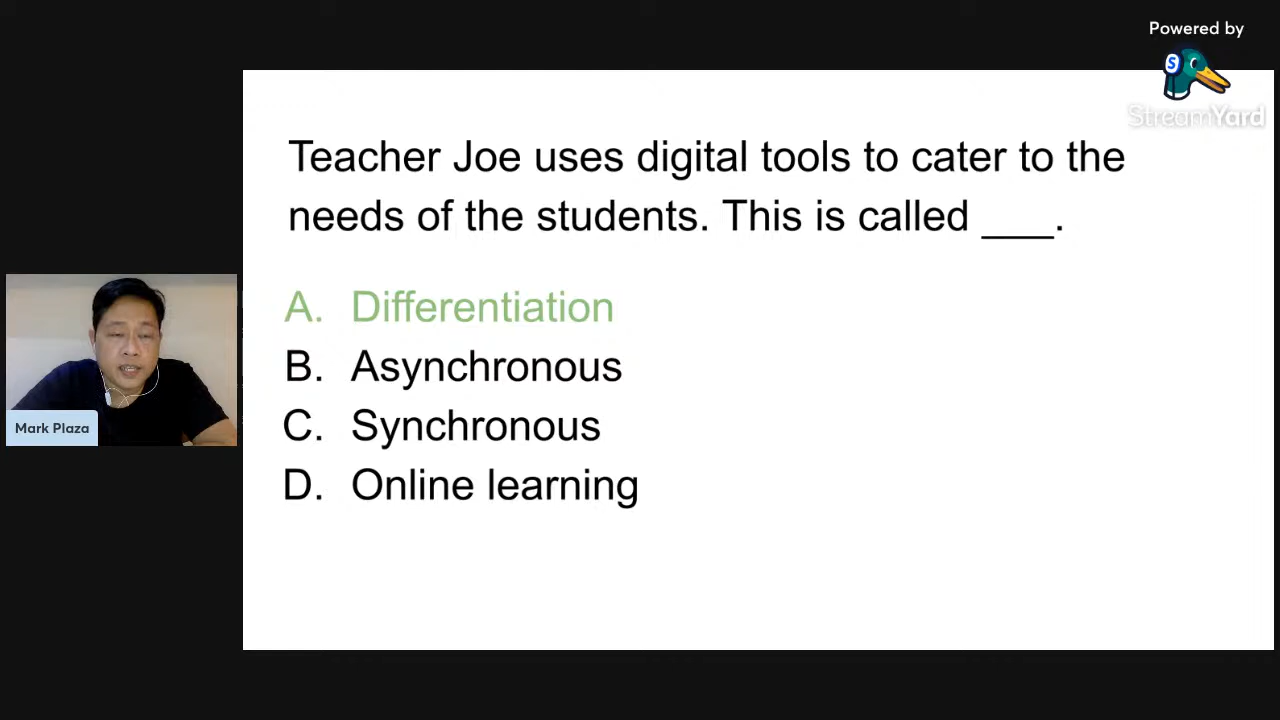 Powered by
S
StreamYard
Teacher Joe uses digital tools to cater to the
needs of the students. This is called ___.
A. Differentiation
B. Asynchronous
C. Synchronous
D. Online learning
Mark Plaza